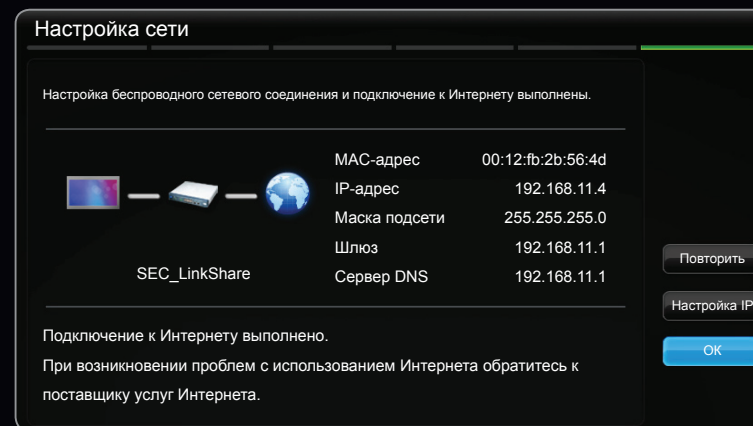 Настройка сети
Настройка беспроводного сетевого соединения и подключение к Интернету выполнены.
МАС-адрес 00:12:fb:2b:56:4d
IP-адрес 192.168.11.4
Маска подсети 255.255.255.0
Шлюз 192.168.11.1
Сервер DNS 192.168.11.1
SEC_LinkShare
Подключение к Интернету выполнено.
При возникновении проблем с использованием Интернета обратитесь к
поставщику услуг Интернета.
Повторить
Настройка IP
ОК